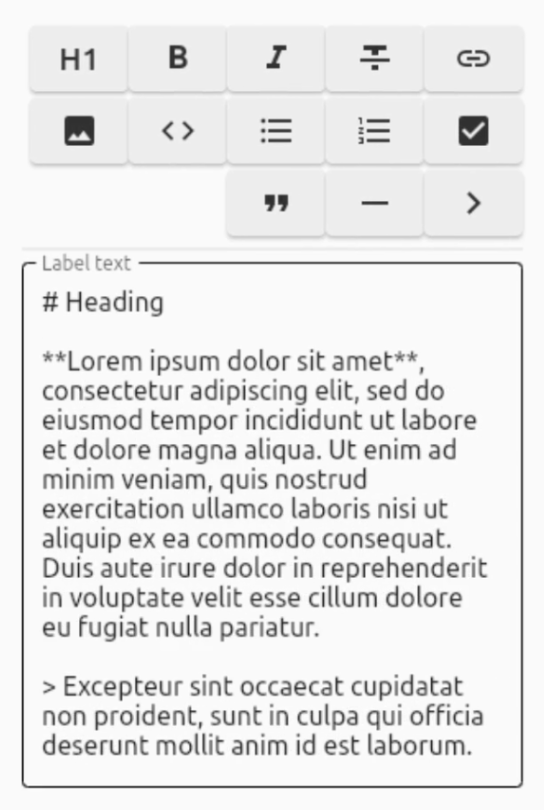 H1 B I
”
Label text
# Heading
**Lorem ipsum dolor sit amet**,
consectetur adipiscing elit, sed do
eiusmod tempor incididunt ut labore
et dolore magna aliqua. Ut enim ad
minim veniam, quis nostrud
exercitation ullamco laboris nisi ut
aliquip ex ea commodo consequat.
Duis aute irure dolor in reprehenderit
in voluptate velit esse cillum dolore
eu fugiat nulla pariatur.
> Excepteur sint occaecat cupidatat
non proident, sunt in culpa qui officia
deserunt mollit anim id est laborum.